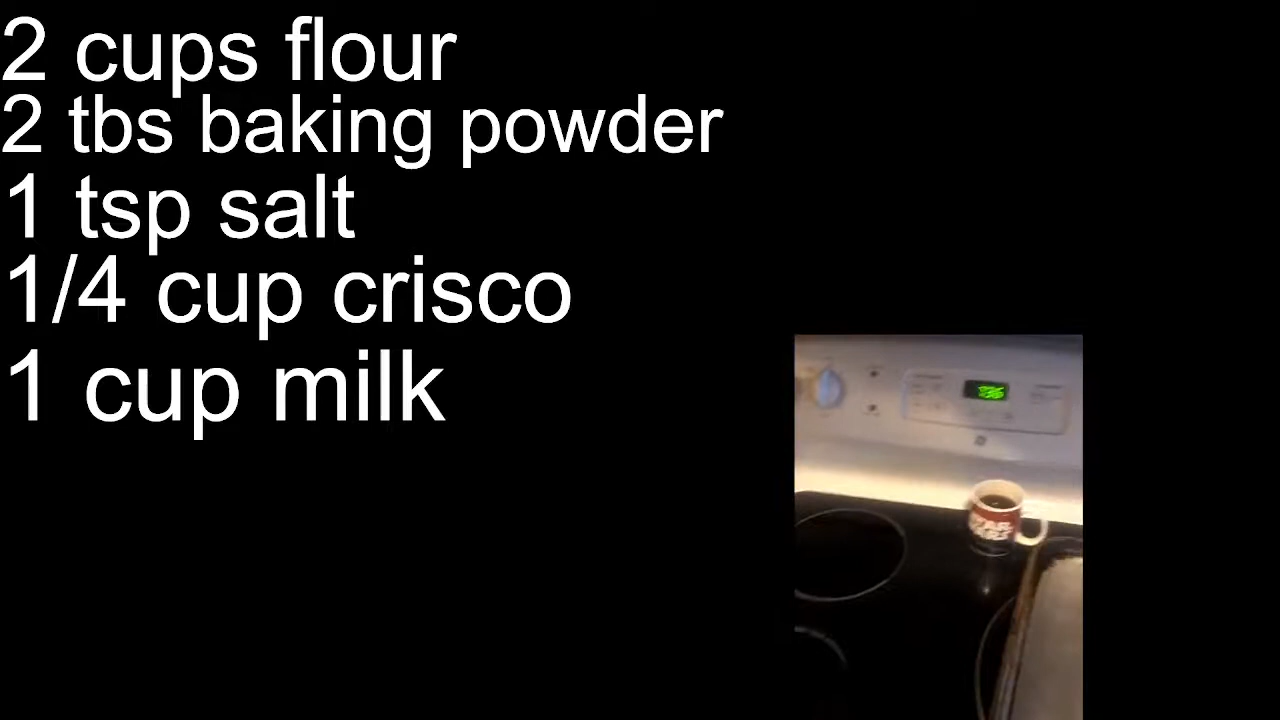 2 cups flour
2 tbs baking powder
1 tsp salt
1/4 cup crisco
1 cup milk